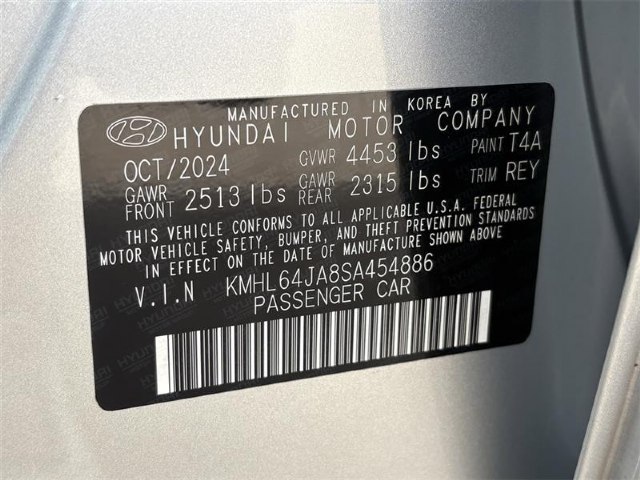 MANUFACTURED IN KOREA BY
HYUNDAI MOTOR COMPANY
OCT/2024 GVWR 4453 lbs PAINT T4A
GAWR FRONT 2513 lbs GAWR REAR 2315 lbs TRIM REY
THIS VEHICLE CONFORMS TO ALL APPLICABLE U.S.A. FEDERAL
MOTOR VEHICLE SAFETY, BUMPER, AND THEFT PREVENTION STANDARDS
IN EFFECT ON THE DATE OF MANUFACTURE SHOWN ABOVE
V.I.N KMHL64JA8SA454886
PASSENGER CAR